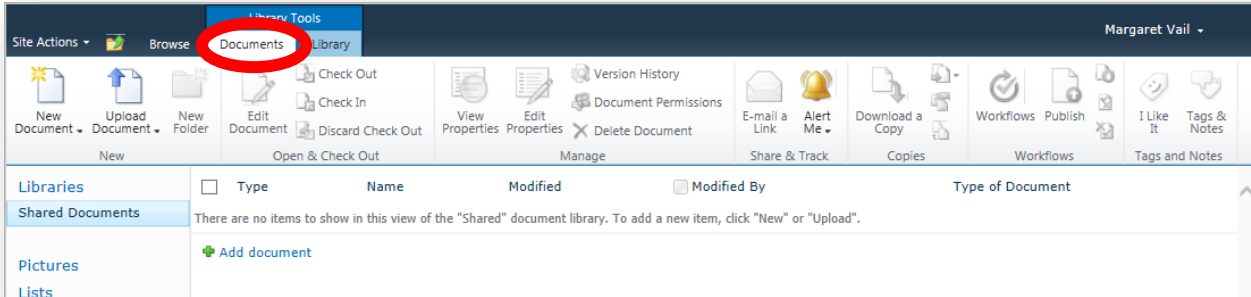 Library Tools
Margaret Vail
Site Actions
Browse
Documents
Library
New Document
Upload Document
New Folder
New
Edit Document
Check Out
Check In
Discard Check Out
Open & Check Out
View Properties
Edit Properties
Version History
Document Permissions
Delete Document
Manage
E-mail a Link
Alert Me
Share & Track
Download a Copy
Copies
Workflows
Publish
Workflows
I Like It
Tags & Notes
Tags and Notes
Libraries
Shared Documents
Pictures
Lists
Type Name Modified Modified By Type of Document
There are no items to show in this view of the "Shared" document library. To add a new item, click "New" or "Upload".
Add document